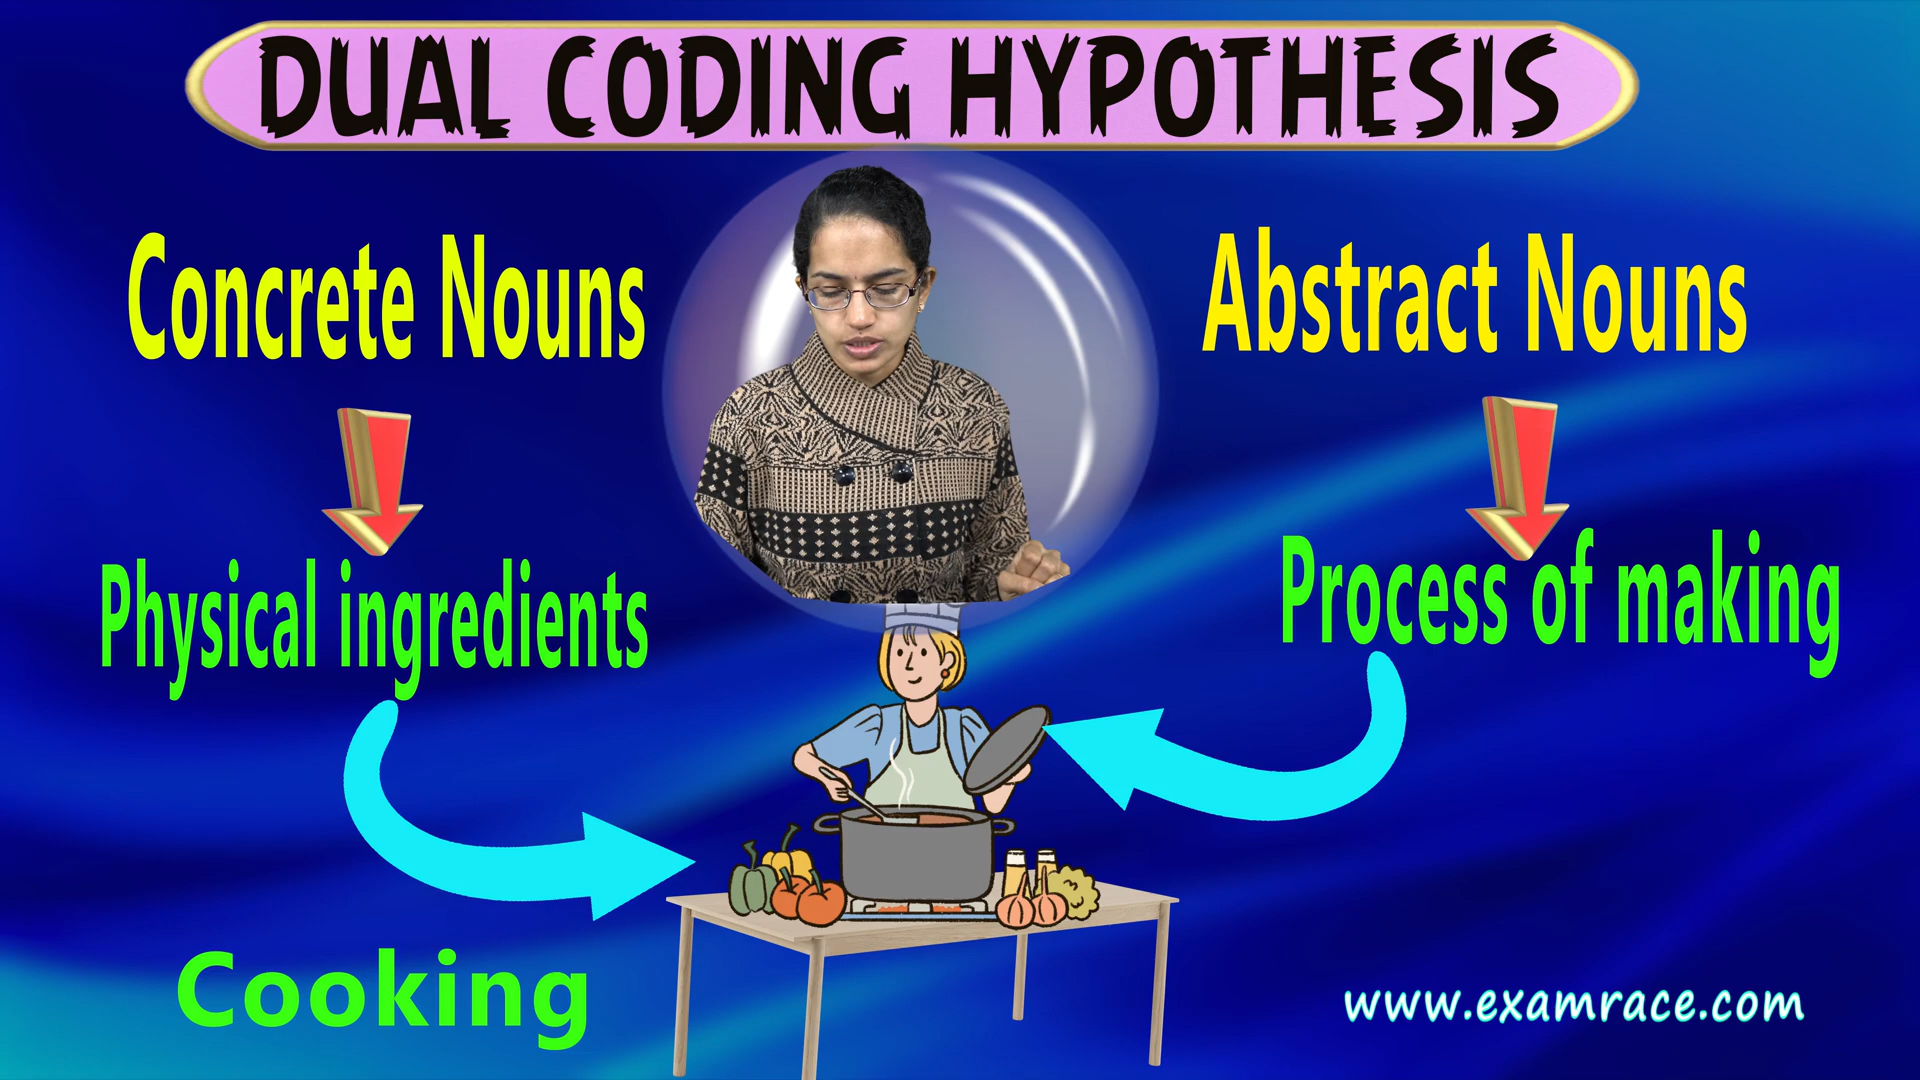 DUAL CODING HYPOTHESIS
Concrete Nouns
Abstract Nouns
Physical ingredients
Process of making
Cooking
www.examrace.com